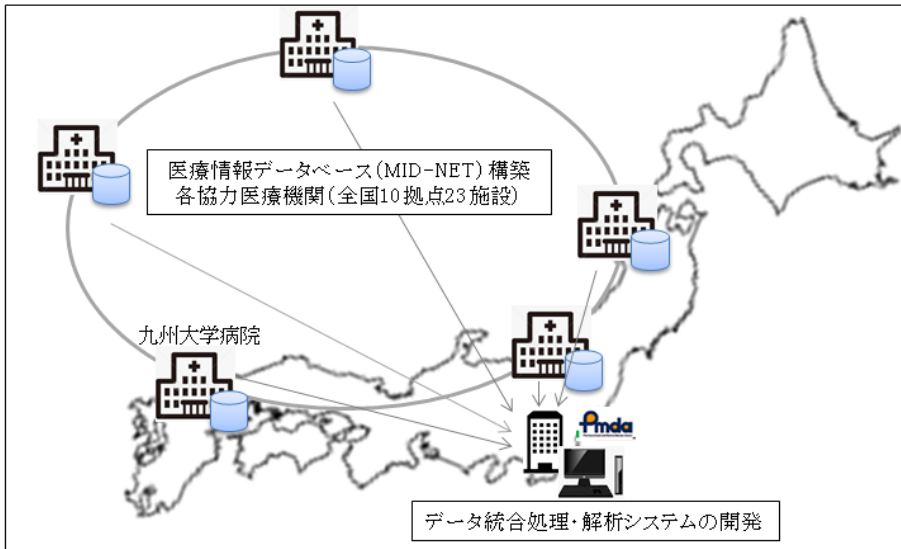 医療情報データベース(MID-NET)構築
各協力医療機関(全国10拠点23施設)
九州大学病院
Pmda
データ統合処理・解析システムの開発